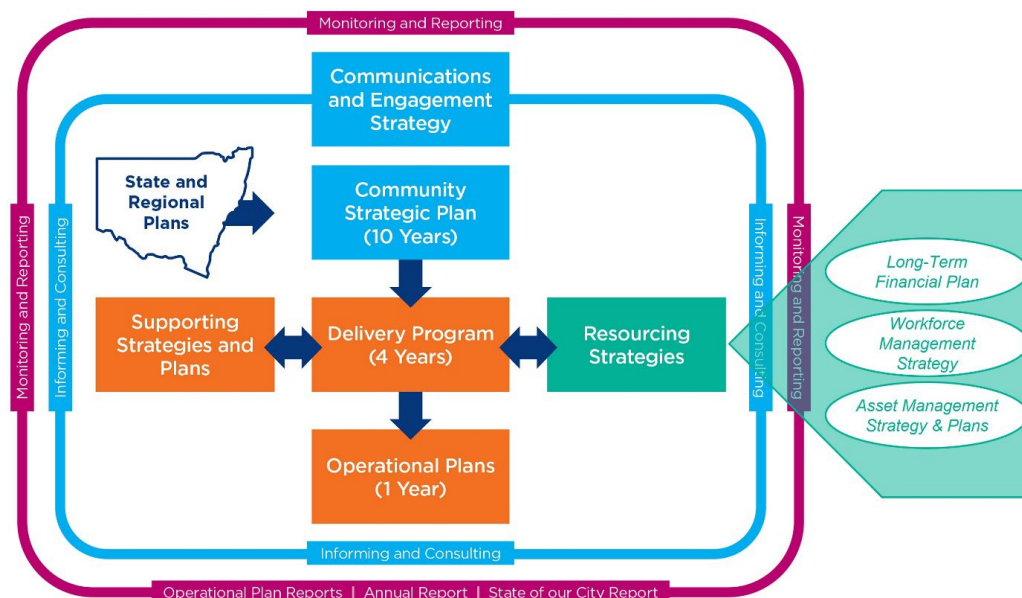 Monitoring and Reporting
Communications
and Engagement
Strategy
State and
Regional
Plans
Community
Strategic Plan
(10 Years)
Monitoring and Reporting
Informing and Consulting
Informing and Consulting
Monitoring and Reporting
Long-Term
Financial Plan
Supporting
Strategies and
Plans
Delivery Program
(4 Years)
Resourcing
Strategies
Workforce
Management
Strategy
Asset Management
Strategy & Plans
Operational Plans
(1 Year)
Informing and Consulting
Operational Plan Reports | Annual Report | State of our City Report